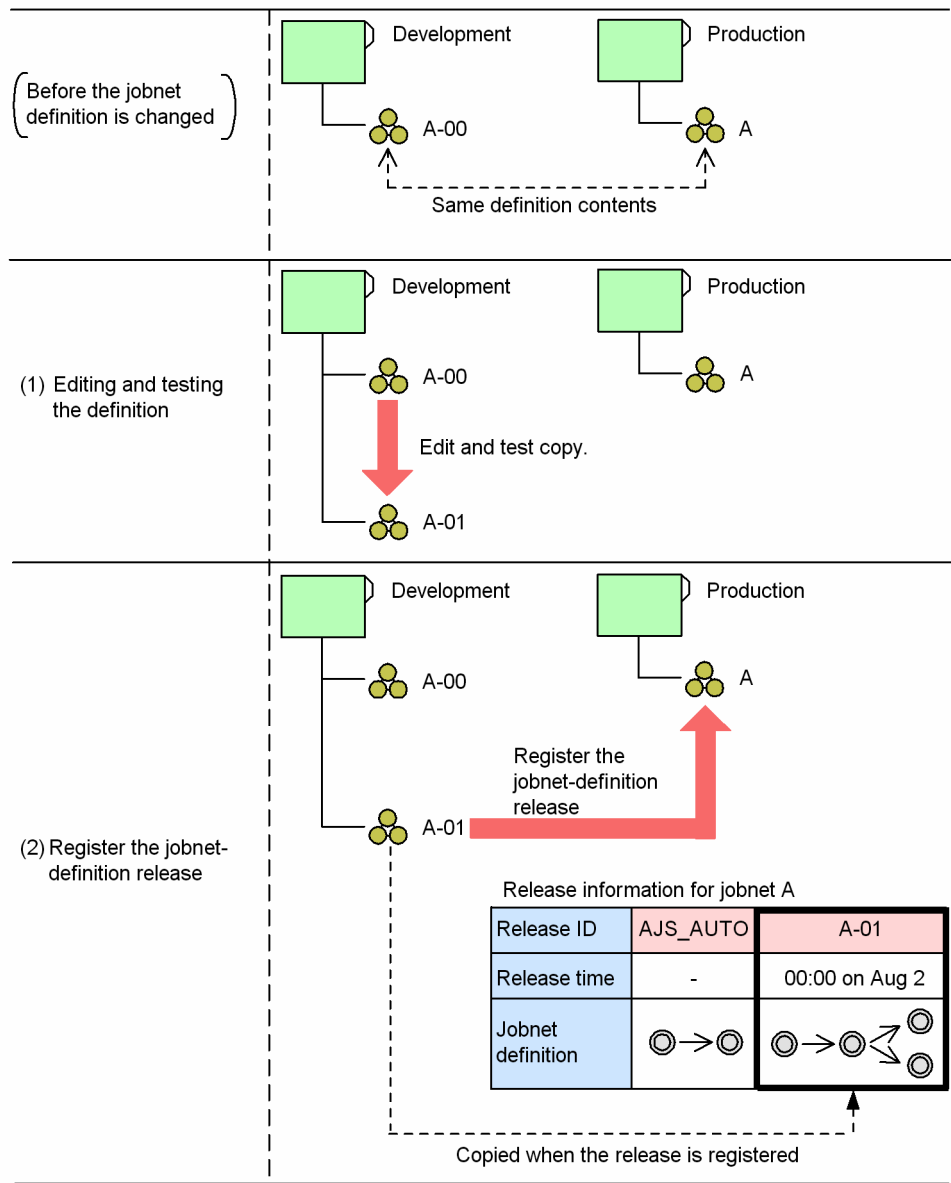 Development
Production
Before the jobnet
definition is changed
A-00
A
Same definition contents
Development
Production
(1) Editing and testing
the definition
A-00
A
Edit and test copy.
A-01
Development
Production
A-00
A
Register the
jobnet-definition
release
A-01
(2) Register the jobnet-
definition release
Release information for jobnet A
Release ID AJS_AUTO A-01
Release time - 00:00 on Aug 2
Jobnet
definition
Copied when the release is registered